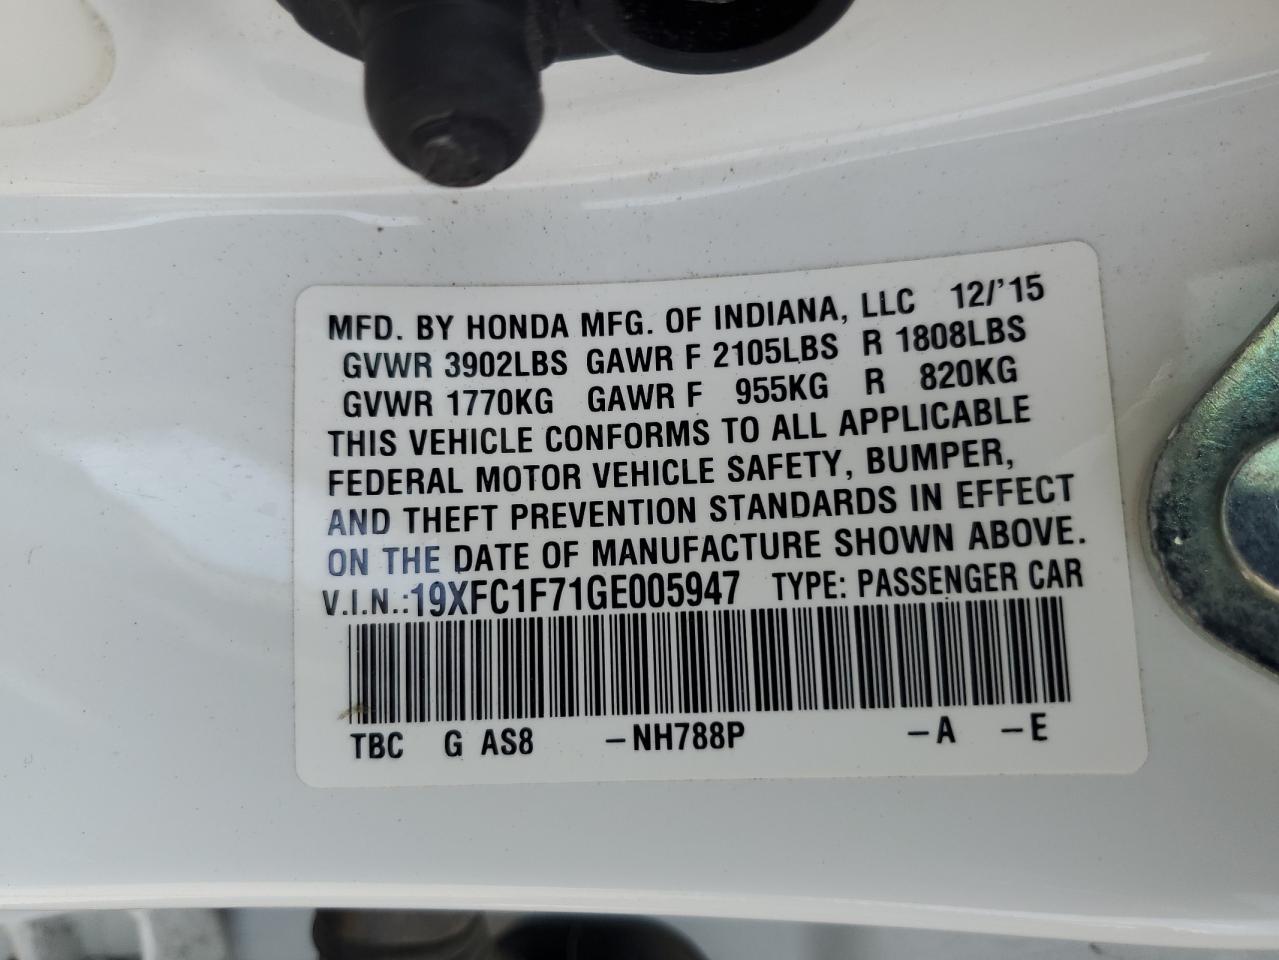 MFD. BY HONDA MFG. OF INDIANA, LLC 12/'15
GVWR 3902LBS GAWR F 2105LBS R 1808LBS
GVWR 1770KG GAWR F 955KG R 820KG
THIS VEHICLE CONFORMS TO ALL APPLICABLE
FEDERAL MOTOR VEHICLE SAFETY, BUMPER,
AND THEFT PREVENTION STANDARDS IN EFFECT
ON THE DATE OF MANUFACTURE SHOWN ABOVE.
V.I.N.:19XFC1F71GE005947 TYPE: PASSENGER CAR
TBC G AS8 –NH788P –A –E